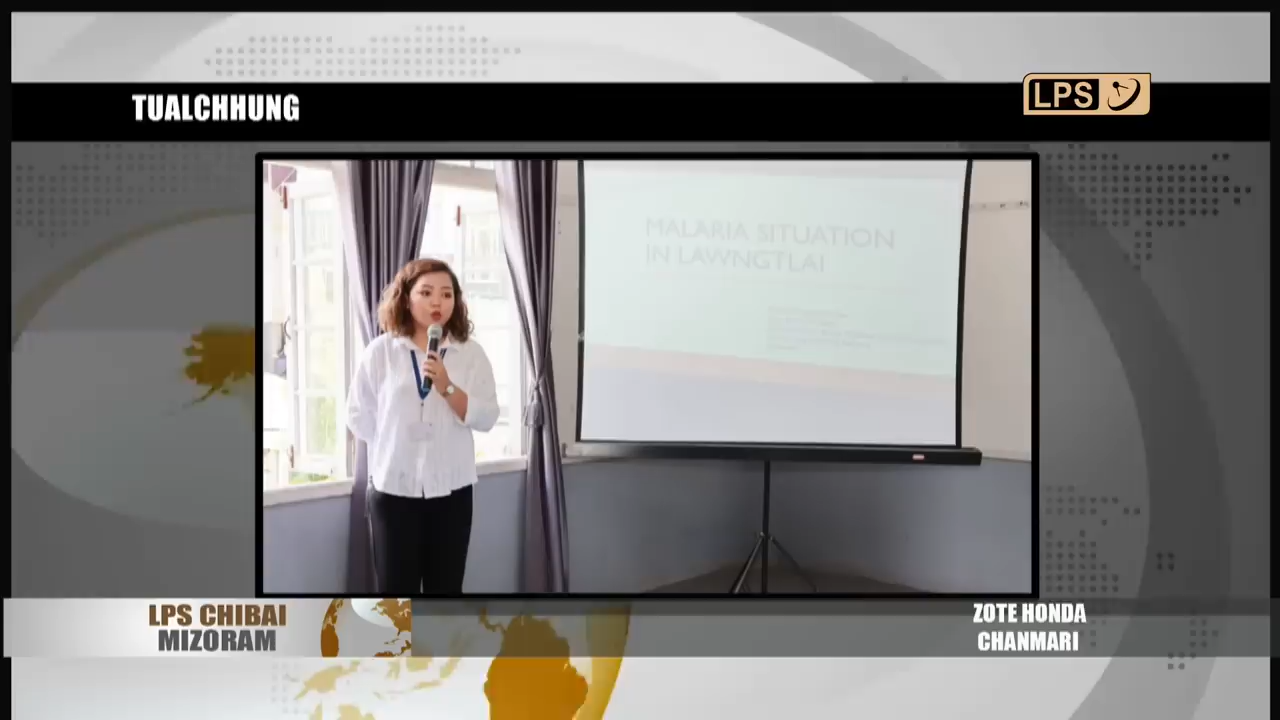 TUALCHHUNG
LPS
MALARIA SITUATION
IN LAWNGTLAI
LPS CHIBAI
MIZORAM
ZOTE HONDA
CHANMARI